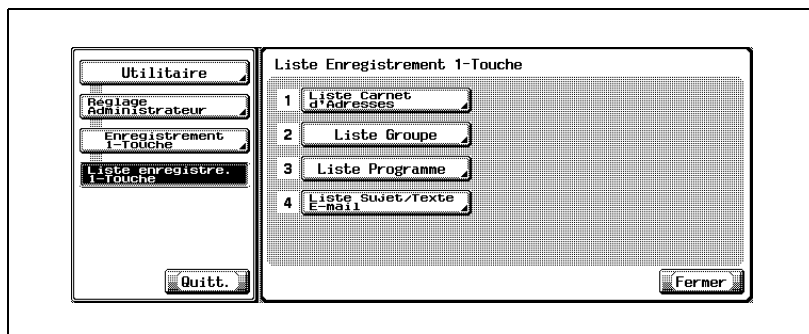 Utilitaire
Réglage
Administrateur
Enregistrement
1-Touche
Liste enregistre.
1-Touche
Quitt.
Liste Enregistrement 1-Touche
1 Liste Carnet
d'Adresses
2 Liste Groupe
3 Liste Programme
4 Liste Sujet/Texte
E-mail
Fermer